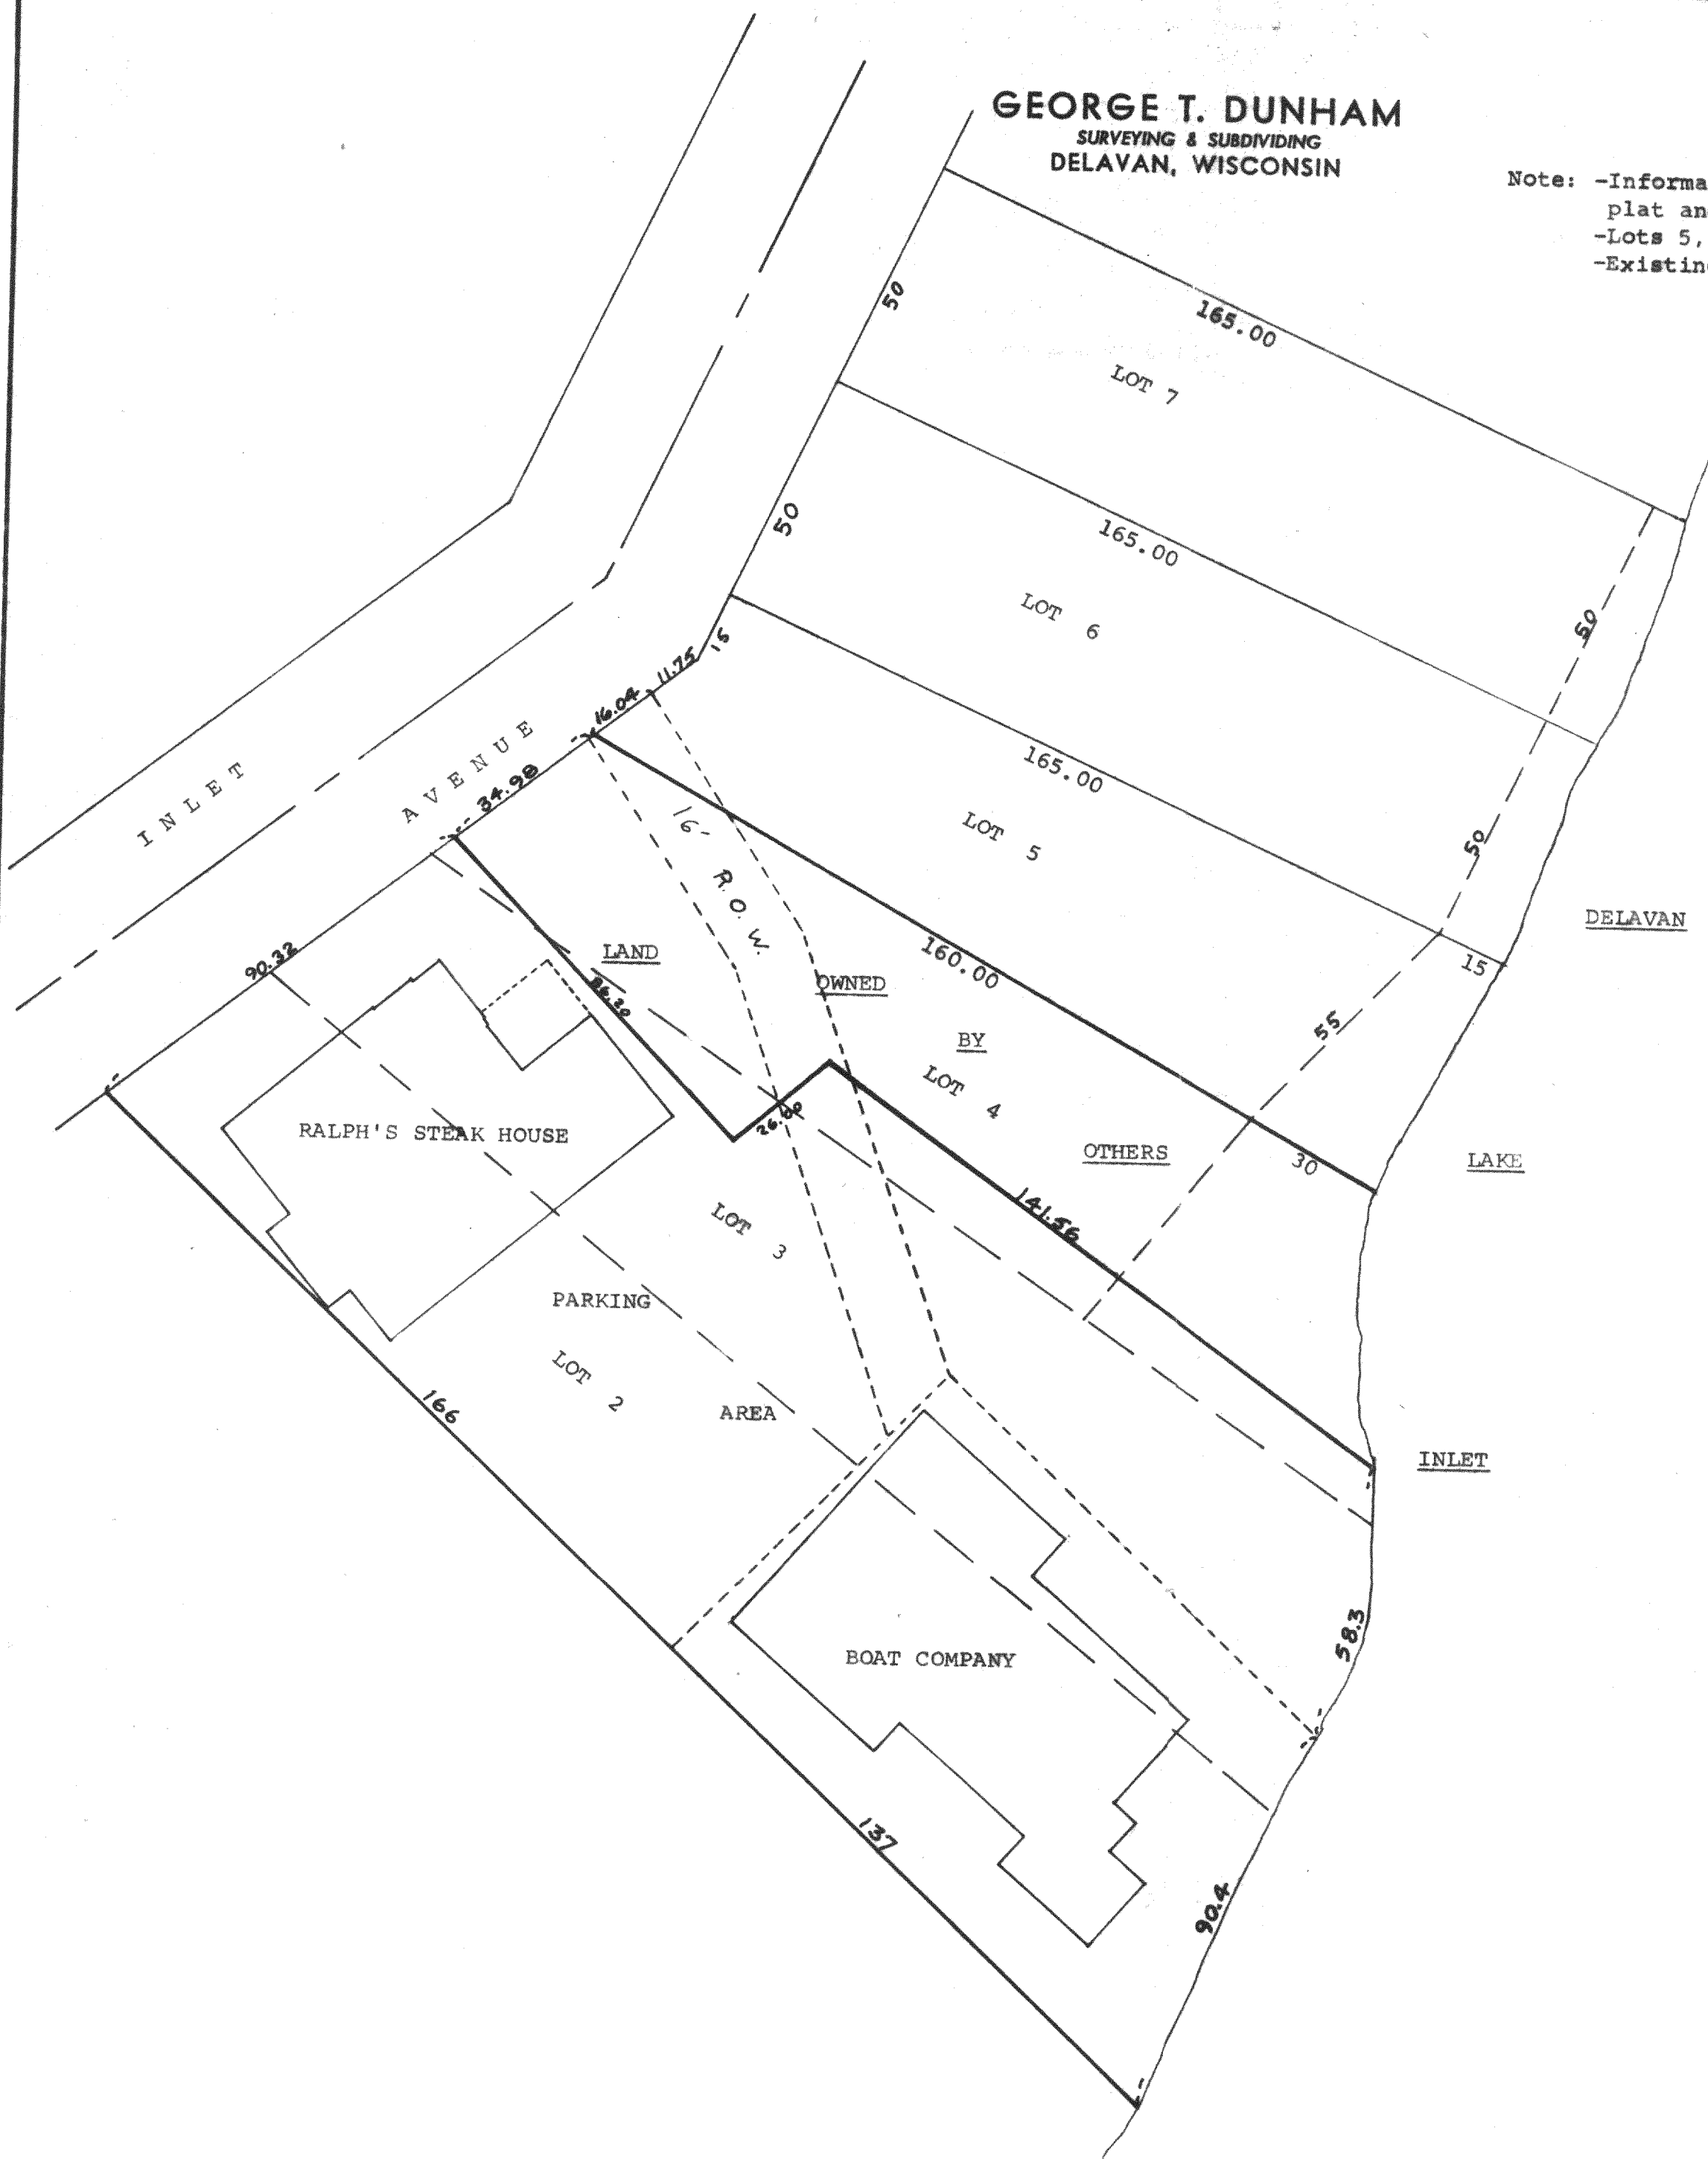 GEORGE T. DUNHAM
SURVEYING & SUBDIVIDING
DELAVAN, WISCONSIN
Note: -Informa
plat an
-Lots 5,
-Existin
50
165.00
LOT 7
50
165.00
LOT 6
50
15
11.75
16.04
165.00
INLET
AVENUE
34.98
16'
R.O.W.
LOT 5
50
DELAVAN
15
90.32
LAND
86.20
OWNED
160.00
55
BY
LOT 4
RALPH'S STEAK HOUSE
26.00
OTHERS
30
LAKE
141.56
LOT 3
PARKING
LOT 2
166
AREA
INLET
58.3
BOAT COMPANY
137
90.4